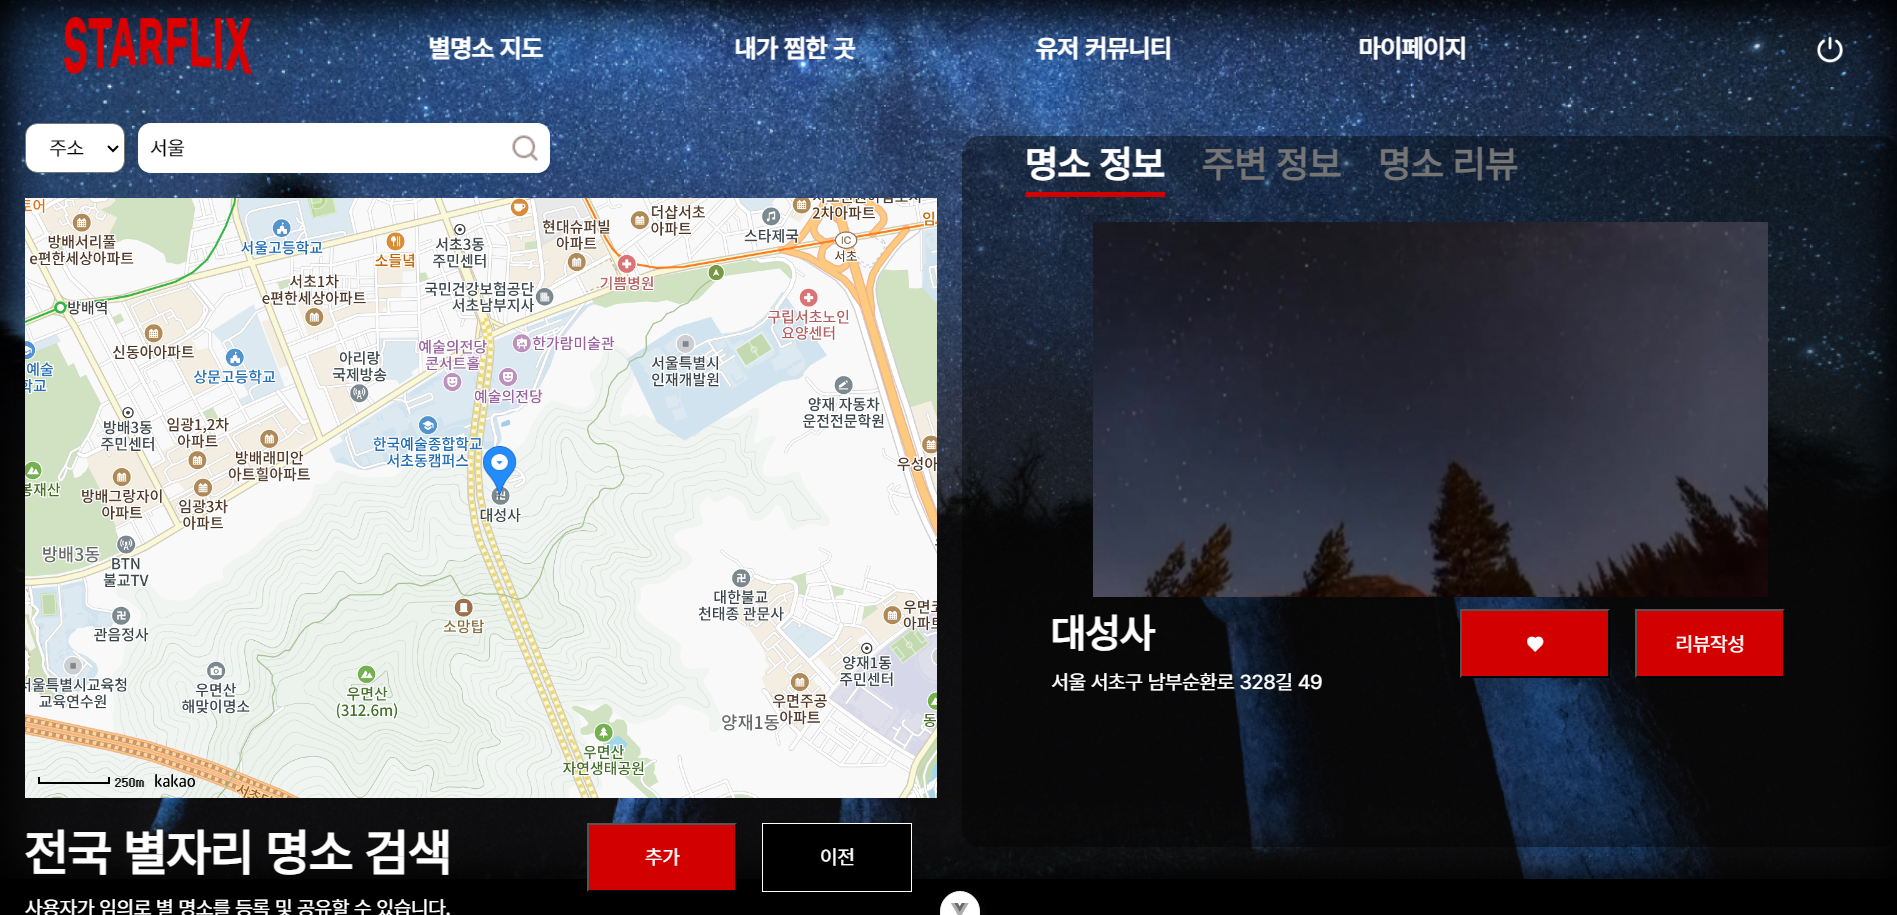 STARFLIX
별명소 지도
내가 찜한 곳
유저 커뮤니티
마이페이지
주소
서울
명소 정보
주변 정보
명소 리뷰
방배서리풀
e편한세상아파트
서울고등학교
소들녘
서초3동
주민센터
현대슈퍼빌
아파트
더샵서초
아파트
스타제국
2차아파트
IC
서초
기쁨병원
서초1차
e편한세상아파트
국민건강보험공단
서초남부지사
방배역
구립서초노인
요양센터
신동아아파트
상문고등학교
아리랑
국제방송
예술의전당
콘서트홀
한가람미술관
예술의전당
서울특별시
인재개발원
양재 자동차
운전전문학원
방배3동
주민센터
임광1,2차
아파트
방배래미안
아트힐아파트
한국예술종합학교
서초동캠퍼스
방배그랑자이
아파트
임광3차
아파트
대성사
방배3동
BTN
불교TV
관음정사
소망탑
대한불교
천태종 관문사
양재1동
주민센터
서울특별시교육청
교육연수원
우면산
해맞이명소
우면산
(312.6m)
우면주공
아파트
양재1동
우면산
자연생태공원
250m
kakao
대성사
서울 서초구 남부순환로 328길 49
리뷰작성
전국 별자리 명소 검색
추가
이전
사용자가 임의로 별 명소를 등록 및 공유할 수 있습니다.